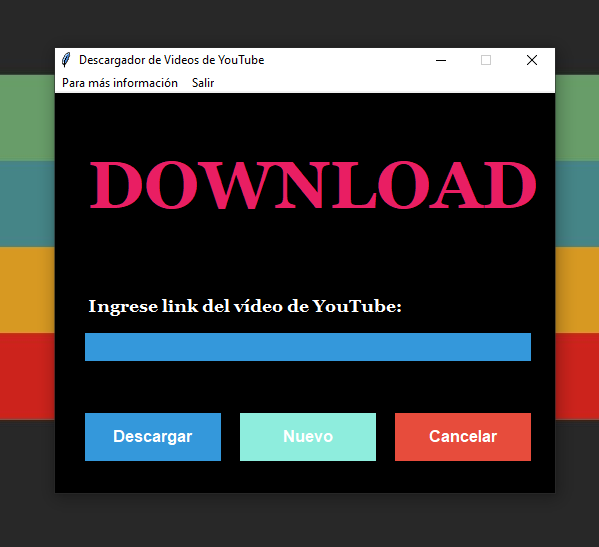 Descargador de Videos de YouTube
Para más información Salir
DOWNLOAD
Ingrese link del vídeo de YouTube:
Descargar Nuevo Cancelar